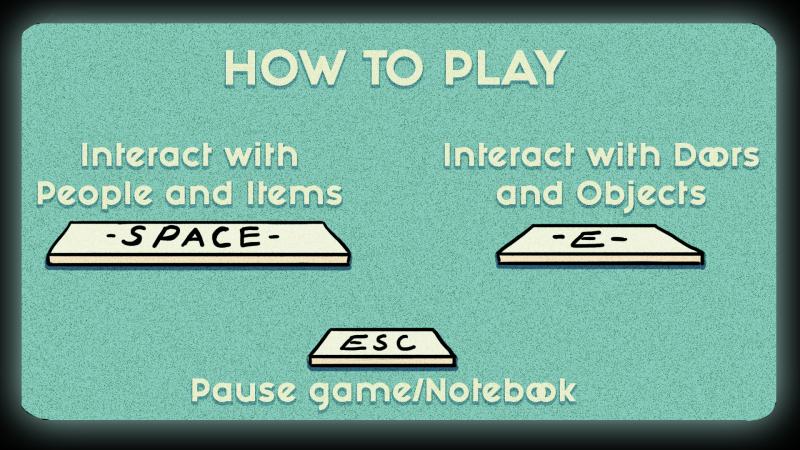 HOW TO PLAY
Interact with
People and Items
-SPACE-
Interact with Doors
and Objects
-E-
ESC
Pause game/Notebook